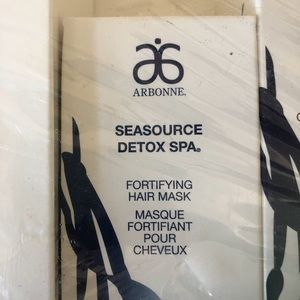 ARBONNE.
SEASOURCE
DETOX SPA®
FORTIFYING
HAIR MASK
MASQUE
FORTIFIANT
POUR
CHEVEUX